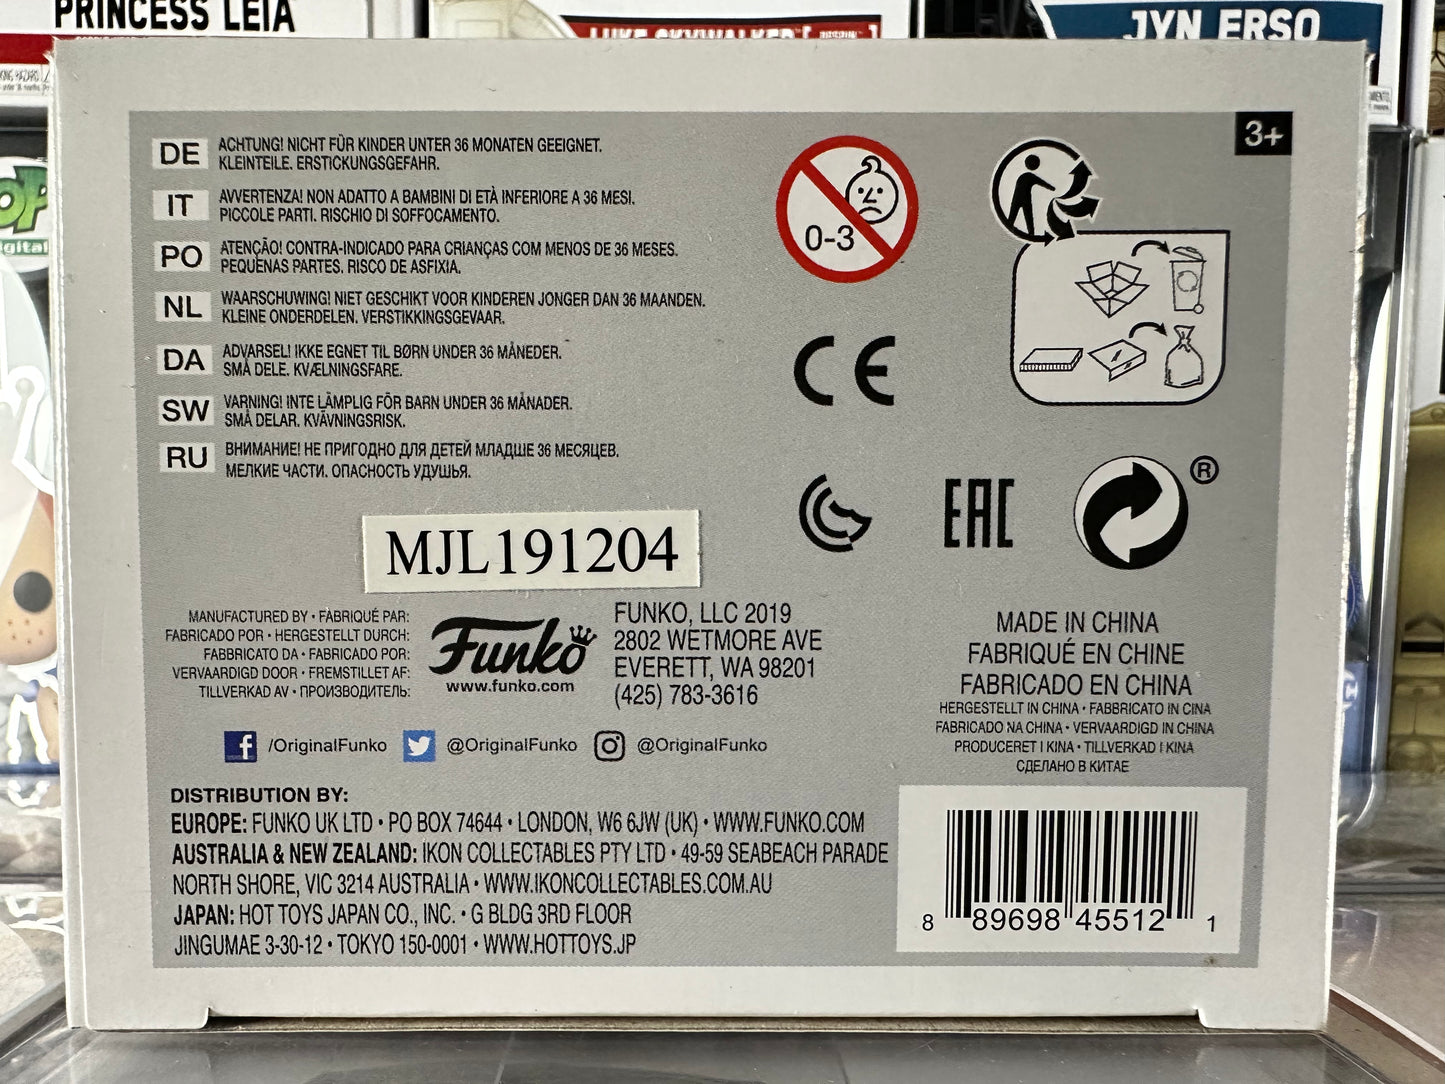 PRINCESS LEIA
LUKE SKYWALKER
JYN ERSO
3+
DE ACHTUNG! NICHT FÜR KINDER UNTER 36 MONATEN GEEIGNET.
KLEINTEILE. ERSTICKUNGSGEFAHR.
IT AVVERTENZA! NON ADATTO A BAMBINI DI ETÀ INFERIORE A 36 MESI.
PICCOLE PARTI. RISCHIO DI SOFFOCAMENTO.
PO ATENÇÃO! CONTRA-INDICADO PARA CRIANÇAS COM MENOS DE 36 MESES.
PEQUENAS PARTES. RISCO DE ASFIXIA.
NL WAARSCHUWING! NIET GESCHIKT VOOR KINDEREN JONGER DAN 36 MAANDEN.
KLEINE ONDERDELEN. VERSTIKKINGSGEVAAR.
DA ADVARSEL! IKKE EGNET TIL BØRN UNDER 36 MÅNEDER.
SMÅ DELE. KVÆLNINGSFARE.
SW VARNING! INTE LÄMPLIG FÖR BARN UNDER 36 MÅNADER.
SMÅ DELAR. KVÄVNINGSRISK.
RU ВНИМАНИЕ! НЕ ПРИГОДНО ДЛЯ ДЕТЕЙ МЛАДШЕ 36 МЕСЯЦЕВ.
МЕЛКИЕ ЧАСТИ. ОПАСНОСТЬ УДУШЬЯ.
0-3
CE
EAC
®
MJL191204
MANUFACTURED BY • FABRIQUÉ PAR:
FABRICADO POR • HERGESTELLT DURCH:
FABBRICATO DA • FABRICADO POR:
VERVAARDIGD DOOR • FREMSTILLET AF:
TILLVERKAD AV • ПРОИЗВОДИТЕЛЬ:
Funko
www.funko.com
FUNKO, LLC 2019
2802 WETMORE AVE
EVERETT, WA 98201
(425) 783-3616
MADE IN CHINA
FABRIQUÉ EN CHINE
FABRICADO EN CHINA
HERGESTELLT IN CHINA • FABBRICATO IN CINA
FABRICADO NA CHINA • VERVAARDIGD IN CHINA
PRODUCERET I KINA • TILLVERKAD I KINA
СДЕЛАНО В КИТАЕ
/OriginalFunko @OriginalFunko @OriginalFunko
DISTRIBUTION BY:
EUROPE: FUNKO UK LTD • PO BOX 74644 • LONDON, W6 6JW (UK) • WWW.FUNKO.COM
AUSTRALIA & NEW ZEALAND: IKON COLLECTABLES PTY LTD • 49-59 SEABEACH PARADE
NORTH SHORE, VIC 3214 AUSTRALIA • WWW.IKONCOLLECTABLES.COM.AU
JAPAN: HOT TOYS JAPAN CO., INC. • G BLDG 3RD FLOOR
JINGUMAE 3-30-12 • TOKYO 150-0001 • WWW.HOTTOYS.JP
8 89698 45512 1